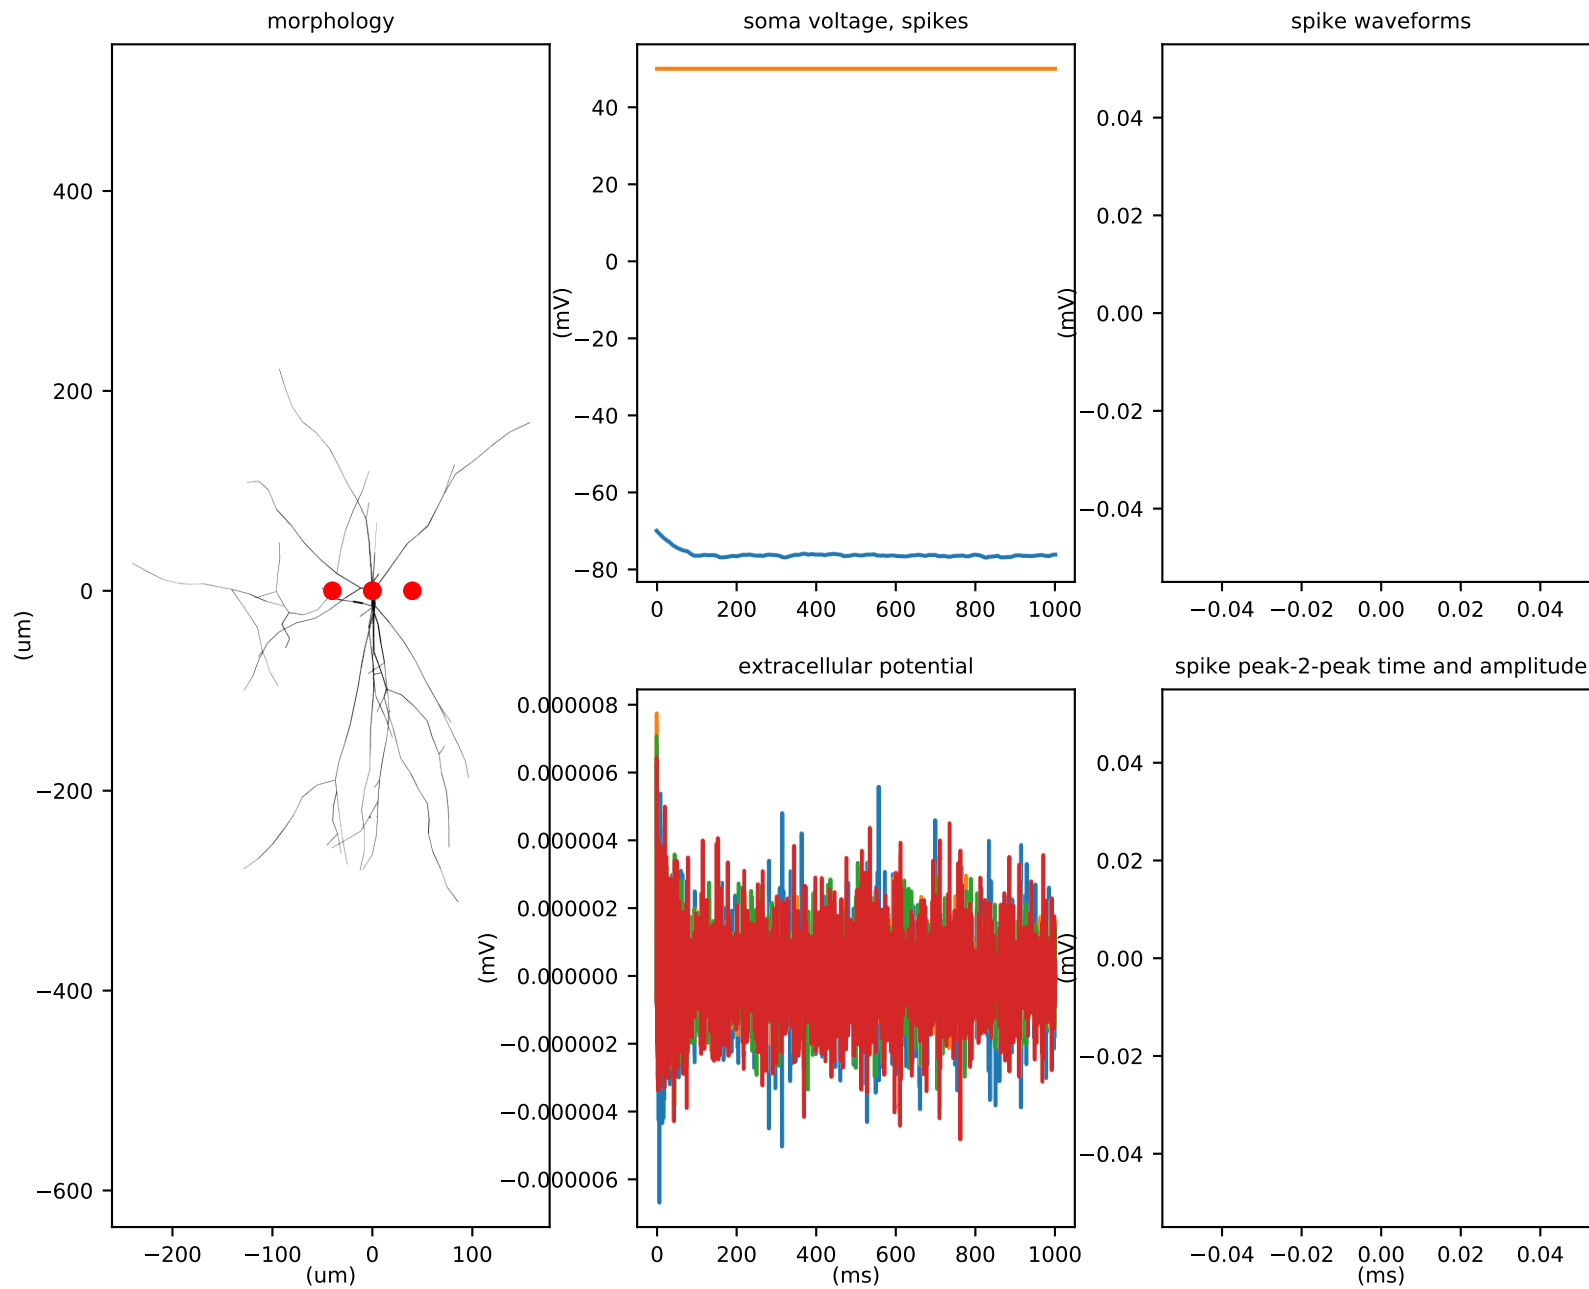 morphology
soma voltage, spikes
spike waveforms
400
200
0
−200
−400
−600
(um)
−200 −100 0 100
(um)
40
20
0
−20
−40
−60
−80
(mV)
0 200 400 600 800 1000
0.04
0.02
0.00
−0.02
−0.04
(mV)
−0.04 −0.02 0.00 0.02 0.04
extracellular potential
0.000008
0.000006
0.000004
0.000002
0.000000
−0.000002
−0.000004
−0.000006
(mV)
0 200 400 600 800 1000
(ms)
spike peak-2-peak time and amplitude
0.04
0.02
0.00
−0.02
−0.04
(mV)
−0.04 −0.02 0.00 0.02 0.04
(ms)